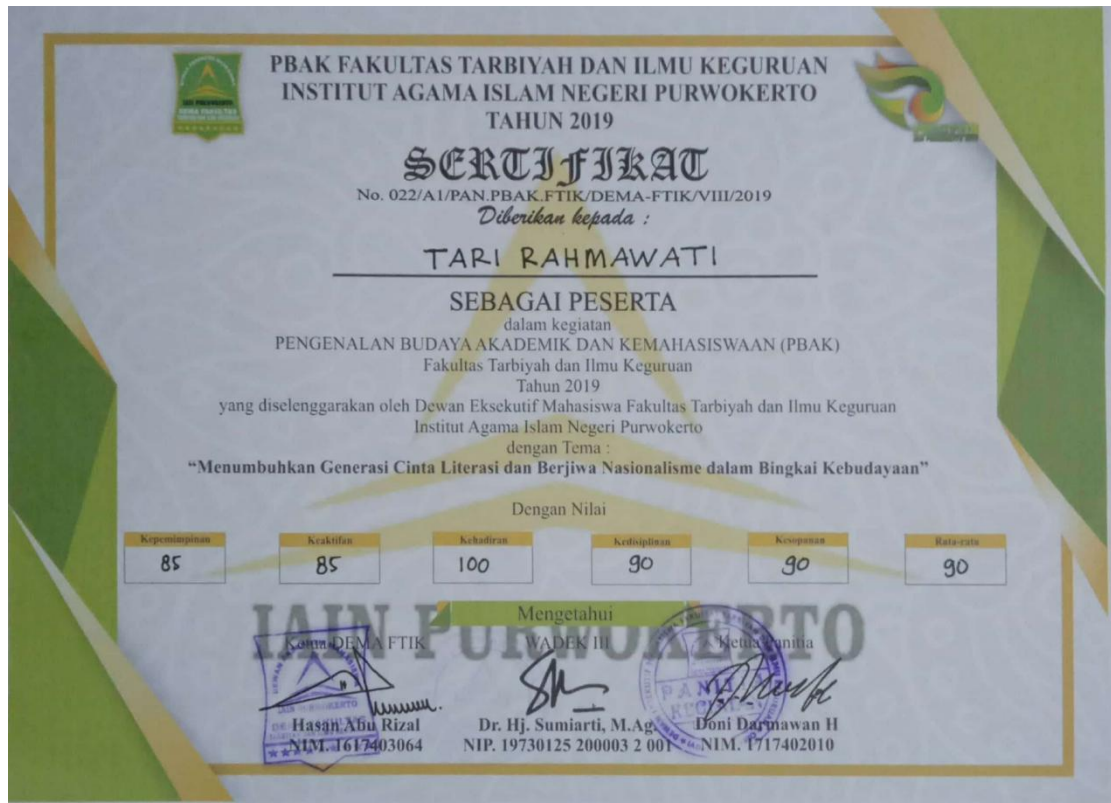 PBAK FAKULTAS TARBIYAH DAN ILMU KEGURUAN
INSTITUT AGAMA ISLAM NEGERI PURWOKERTO
TAHUN 2019
SERTIFIKAT
No. 022/A1/PAN.PBAK.FTIK/DEMA-FTIK/VIII/2019
Diberikan kepada :
TARI RAHMAWATI
SEBAGAI PESERTA
dalam kegiatan
PENGENALAN BUDAYA AKADEMIK DAN KEMAHASISWAAN (PBAK)
Fakultas Tarbiyah dan Ilmu Keguruan
Tahun 2019
yang diselenggarakan oleh Dewan Eksekutif Mahasiswa Fakultas Tarbiyah dan Ilmu Keguruan
Institut Agama Islam Negeri Purwokerto
dengan Tema :
“Menumbuhkan Generasi Cinta Literasi dan Berjiwa Nasionalisme dalam Bingkai Kebudayaan”
Dengan Nilai
Kepemimpinan Keaktifan Kehadiran Kedisiplinan Kesopanan Rata-rata
85 85 100 90 90 90
IAIN PURWOKERTO
Mengetahui
Ketua DEMA FTIK WADEK III Ketua Panitia
Hasan Abu Rizal Dr. Hj. Sumiarti, M.Ag. Doni Darmawan H
NIM. 1617403064 NIP. 19730125 200003 2 001 NIM. 1717402010